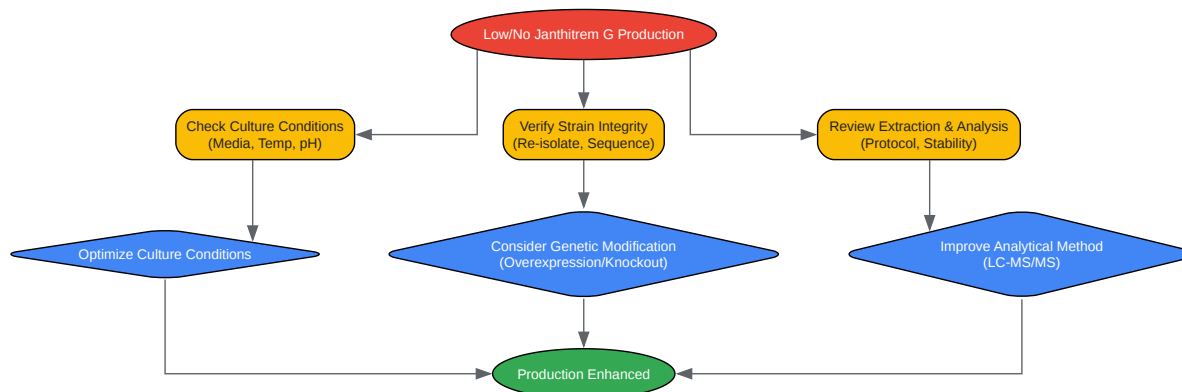 Low/No Janthitrem G Production
Check Culture Conditions
(Media, Temp, pH)
Verify Strain Integrity
(Re-isolate, Sequence)
Review Extraction & Analysis
(Protocol, Stability)
Optimize Culture Conditions
Consider Genetic Modification
(Overexpression/Knockout)
Improve Analytical Method
(LC-MS/MS)
Production Enhanced